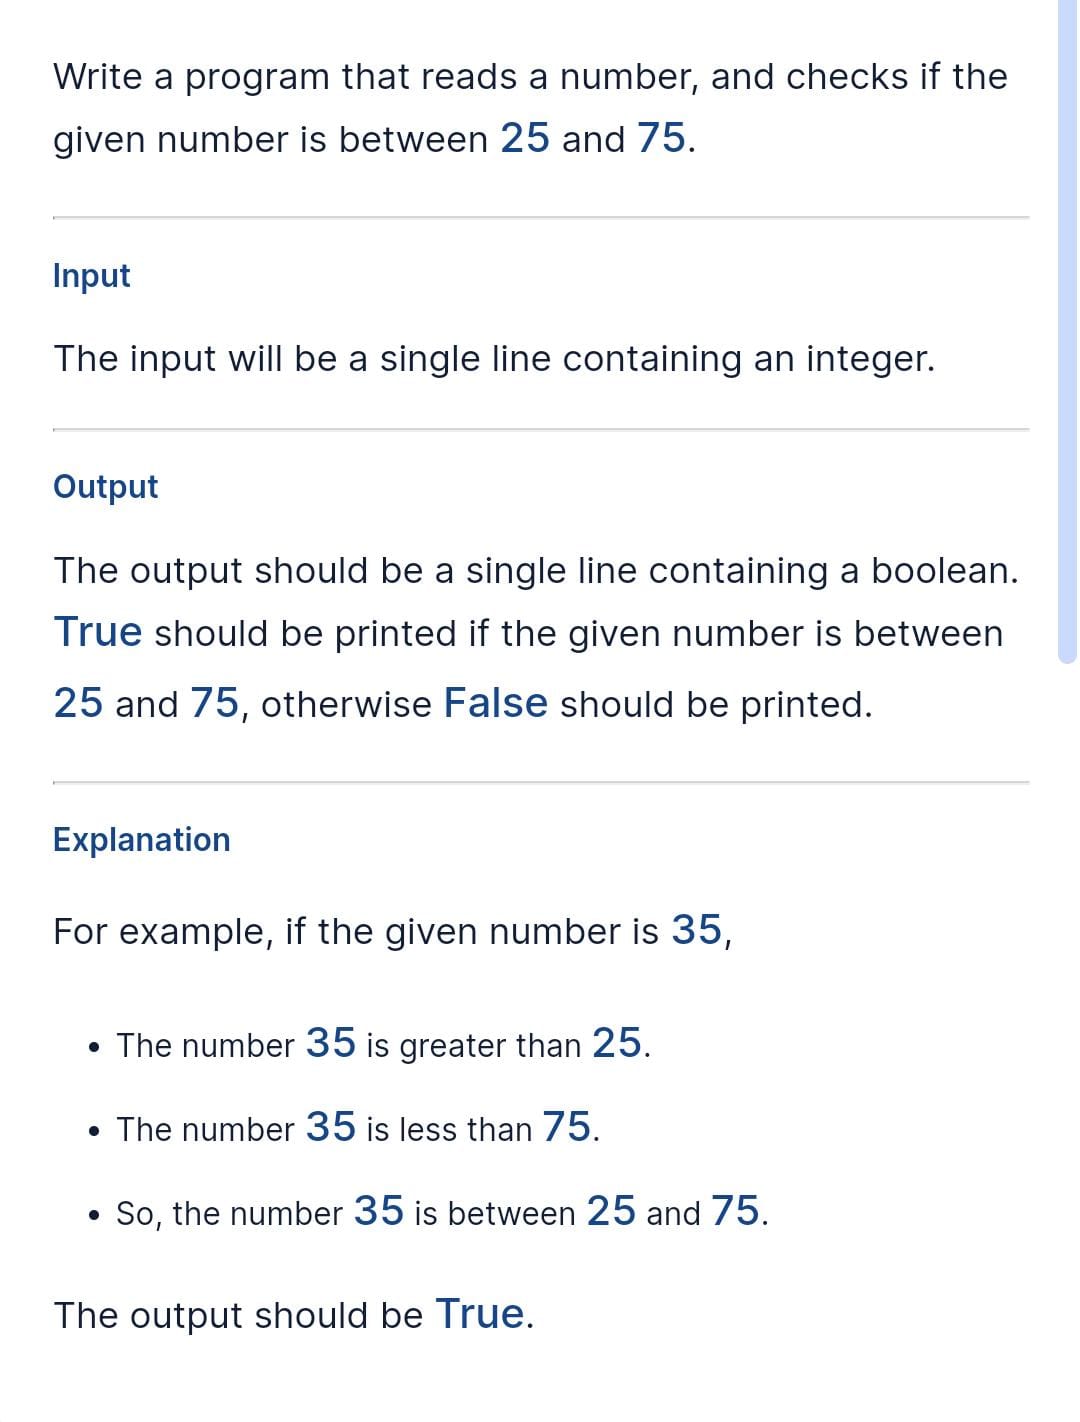 Write a program that reads a number, and checks if the
given number is between 25 and 75.
Input
The input will be a single line containing an integer.
Output
The output should be a single line containing a boolean.
True should be printed if the given number is between
25 and 75, otherwise False should be printed.
Explanation
For example, if the given number is 35,
• The number 35 is greater than 25.
• The number 35 is less than 75.
• So, the number 35 is between 25 and 75.
The output should be True.